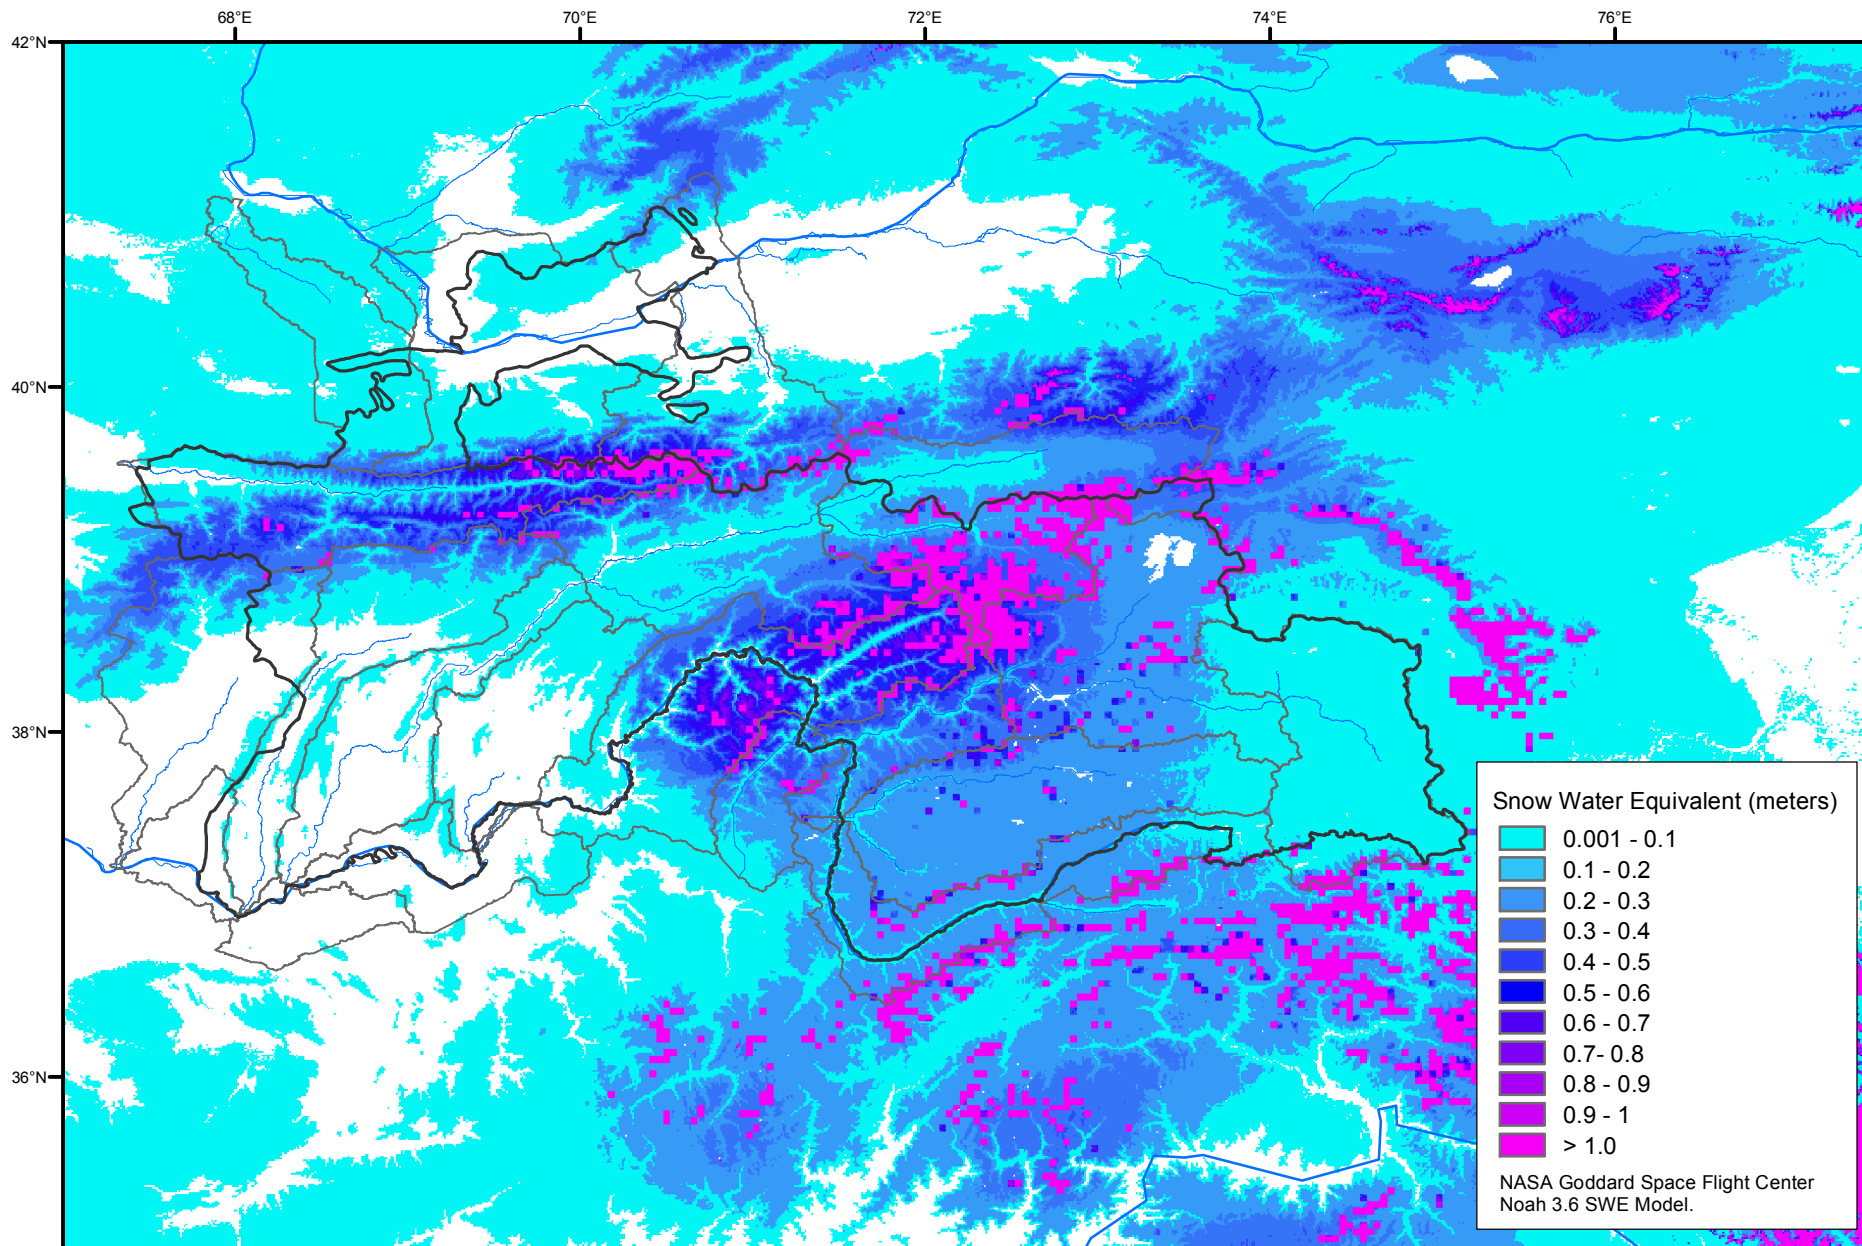 68°E
70°E
72°E
74°E
76°E
42°N
40°N
38°N
36°N
Snow Water Equivalent (meters)
0.001 - 0.1
0.1 - 0.2
0.2 - 0.3
0.3 - 0.4
0.4 - 0.5
0.5 - 0.6
0.6 - 0.7
0.7- 0.8
0.8 - 0.9
0.9 - 1
> 1.0
NASA Goddard Space Flight Center
Noah 3.6 SWE Model.